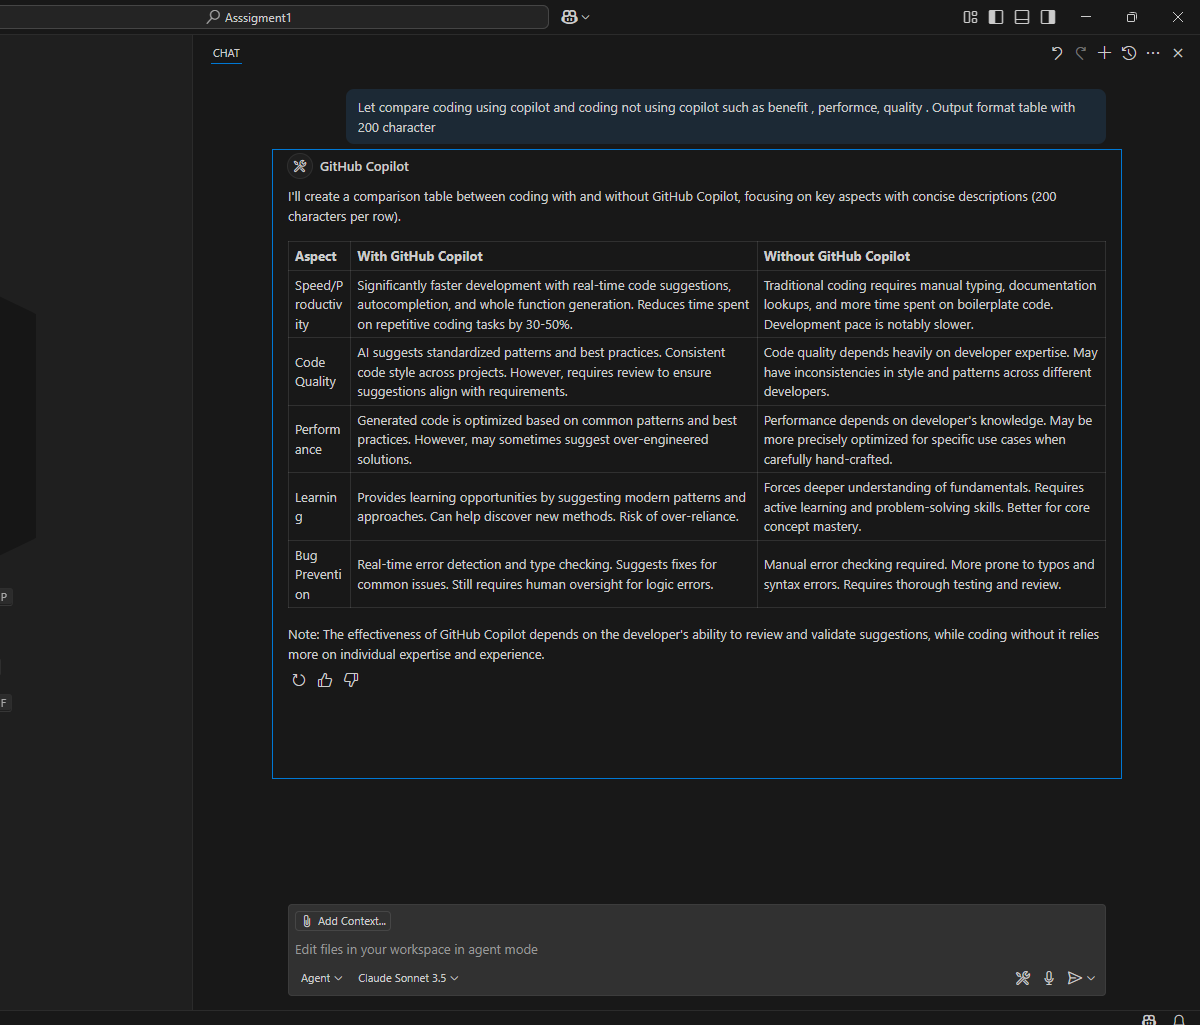 Asssigment1
CHAT
Let compare coding using copilot and coding not using copilot such as benefit , performce, quality . Output format table with
200 character
GitHub Copilot
I'll create a comparison table between coding with and without GitHub Copilot, focusing on key aspects with concise descriptions (200
characters per row).
Aspect
With GitHub Copilot
Without GitHub Copilot
Speed/P
roductiv
ity
Significantly faster development with real-time code suggestions,
autocompletion, and whole function generation. Reduces time spent
on repetitive coding tasks by 30-50%.
Traditional coding requires manual typing, documentation
lookups, and more time spent on boilerplate code.
Development pace is notably slower.
Code
Quality
AI suggests standardized patterns and best practices. Consistent
code style across projects. However, requires review to ensure
suggestions align with requirements.
Code quality depends heavily on developer expertise. May
have inconsistencies in style and patterns across different
developers.
Perform
ance
Generated code is optimized based on common patterns and best
practices. However, may sometimes suggest over-engineered
solutions.
Performance depends on developer's knowledge. May be
more precisely optimized for specific use cases when
carefully hand-crafted.
Learnin
g
Provides learning opportunities by suggesting modern patterns and
approaches. Can help discover new methods. Risk of over-reliance.
Forces deeper understanding of fundamentals. Requires
active learning and problem-solving skills. Better for core
concept mastery.
Bug
Preventi
on
Real-time error detection and type checking. Suggests fixes for
common issues. Still requires human oversight for logic errors.
Manual error checking required. More prone to typos and
syntax errors. Requires thorough testing and review.
P
Note: The effectiveness of GitHub Copilot depends on the developer's ability to review and validate suggestions, while coding without it relies
more on individual expertise and experience.
F
Add Context...
Edit files in your workspace in agent mode
Agent
Claude Sonnet 3.5